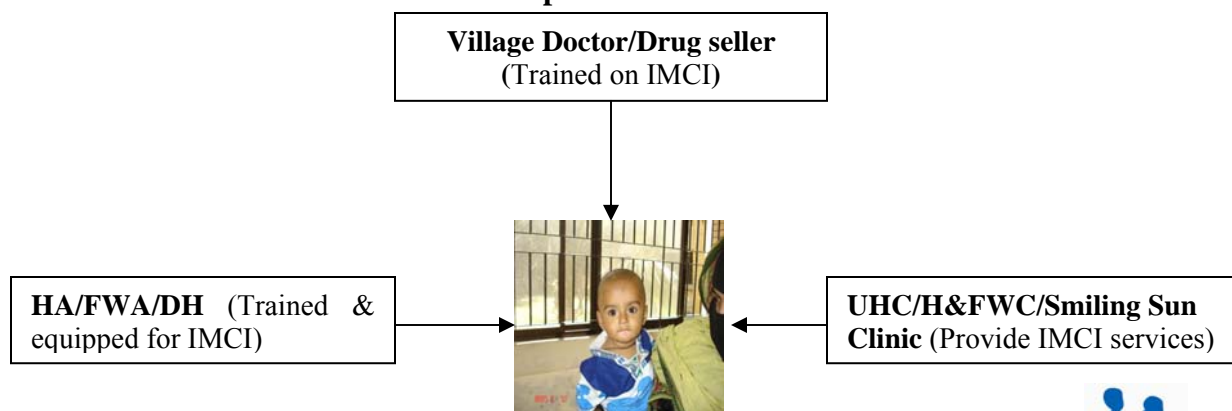 Village Doctor/Drug seller
(Trained on IMCI)
HA/FWA/DH (Trained &
equipped for IMCI)
UHC/H&FWC/Smiling Sun
Clinic (Provide IMCI services)